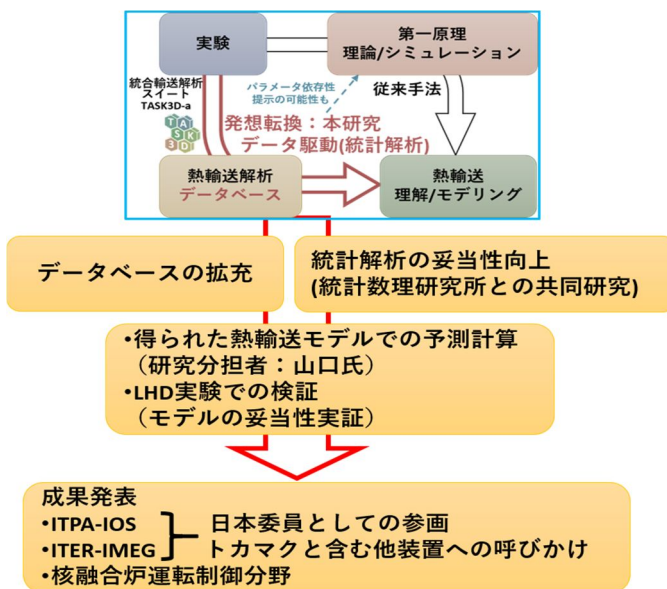 実験
第一原理
理論/シミュレーション
統合輸送解析
スイート
TASK3D-a
TASK3D
パラメータ依存性
提示の可能性も
従来手法
発想転換：本研究
データ駆動(統計解析)
熱輸送解析
データベース
熱輸送
理解/モデリング
データベースの拡充
統計解析の妥当性向上
(統計数理研究所との共同研究)
•得られた熱輸送モデルでの予測計算
（研究分担者：山口氏）
•LHD実験での検証
（モデルの妥当性実証）
成果発表
•ITPA-IOS
•ITER-IMEG
日本委員としての参画
トカマクと含む他装置への呼びかけ
•核融合炉運転制御分野